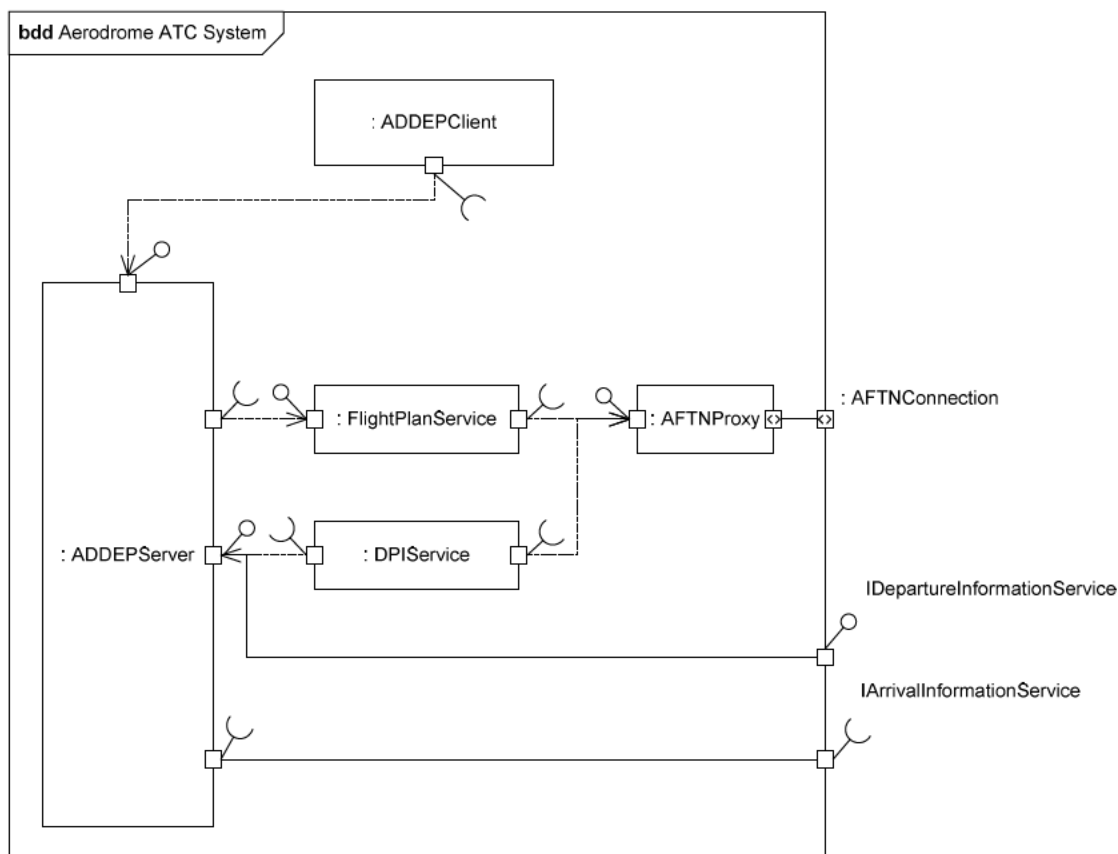 bdd Aerodrome ATC System
: ADDEPClient
: AFTNConnection
: FlightPlanService
: AFTNProxy
: ADDEPServer
: DPIService
IDepartureInformationService
IArrivalInformationService